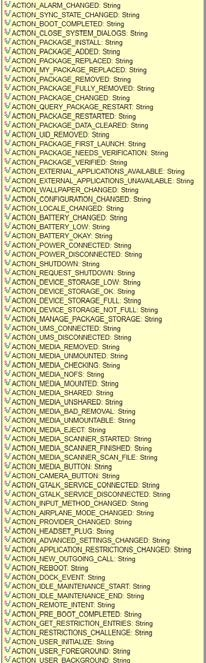 ACTION_ALARM_CHANGED: String
ACTION_SYNC_STATE_CHANGED: String
ACTION_BOOT_COMPLETED: String
ACTION_CLOSE_SYSTEM_DIALOGS: String
ACTION_PACKAGE_INSTALL: String
ACTION_PACKAGE_ADDED: String
ACTION_PACKAGE_REPLACED: String
ACTION_MY_PACKAGE_REPLACED: String
ACTION_PACKAGE_REMOVED: String
ACTION_PACKAGE_FULLY_REMOVED: String
ACTION_PACKAGE_CHANGED: String
ACTION_QUERY_PACKAGE_RESTART: String
ACTION_PACKAGE_RESTARTED: String
ACTION_PACKAGE_DATA_CLEARED: String
ACTION_UID_REMOVED: String
ACTION_PACKAGE_FIRST_LAUNCH: String
ACTION_PACKAGE_NEEDS_VERIFICATION: String
ACTION_PACKAGE_VERIFIED: String
ACTION_EXTERNAL_APPLICATIONS_AVAILABLE: String
ACTION_EXTERNAL_APPLICATIONS_UNAVAILABLE: String
ACTION_WALLPAPER_CHANGED: String
ACTION_CONFIGURATION_CHANGED: String
ACTION_LOCALE_CHANGED: String
ACTION_BATTERY_CHANGED: String
ACTION_BATTERY_LOW: String
ACTION_BATTERY_OKAY: String
ACTION_POWER_CONNECTED: String
ACTION_POWER_DISCONNECTED: String
ACTION_SHUTDOWN: String
ACTION_REQUEST_SHUTDOWN: String
ACTION_DEVICE_STORAGE_LOW: String
ACTION_DEVICE_STORAGE_OK: String
ACTION_DEVICE_STORAGE_FULL: String
ACTION_DEVICE_STORAGE_NOT_FULL: String
ACTION_MANAGE_PACKAGE_STORAGE: String
ACTION_UMS_CONNECTED: String
ACTION_UMS_DISCONNECTED: String
ACTION_MEDIA_REMOVED: String
ACTION_MEDIA_UNMOUNTED: String
ACTION_MEDIA_CHECKING: String
ACTION_MEDIA_NOFS: String
ACTION_MEDIA_MOUNTED: String
ACTION_MEDIA_SHARED: String
ACTION_MEDIA_UNSHARED: String
ACTION_MEDIA_BAD_REMOVAL: String
ACTION_MEDIA_UNMOUNTABLE: String
ACTION_MEDIA_EJECT: String
ACTION_MEDIA_SCANNER_STARTED: String
ACTION_MEDIA_SCANNER_FINISHED: String
ACTION_MEDIA_SCANNER_SCAN_FILE: String
ACTION_MEDIA_BUTTON: String
ACTION_CAMERA_BUTTON: String
ACTION_GTALK_SERVICE_CONNECTED: String
ACTION_GTALK_SERVICE_DISCONNECTED: String
ACTION_INPUT_METHOD_CHANGED: String
ACTION_AIRPLANE_MODE_CHANGED: String
ACTION_PROVIDER_CHANGED: String
ACTION_HEADSET_PLUG: String
ACTION_ADVANCED_SETTINGS_CHANGED: String
ACTION_APPLICATION_RESTRICTIONS_CHANGED: String
ACTION_NEW_OUTGOING_CALL: String
ACTION_REBOOT: String
ACTION_DOCK_EVENT: String
ACTION_IDLE_MAINTENANCE_START: String
ACTION_IDLE_MAINTENANCE_END: String
ACTION_REMOTE_INTENT: String
ACTION_PRE_BOOT_COMPLETED: String
ACTION_GET_RESTRICTION_ENTRIES: String
ACTION_RESTRICTIONS_CHALLENGE: String
ACTION_USER_INITIALIZE: String
ACTION_USER_FOREGROUND: String
ACTION_USER_BACKGROUND: String